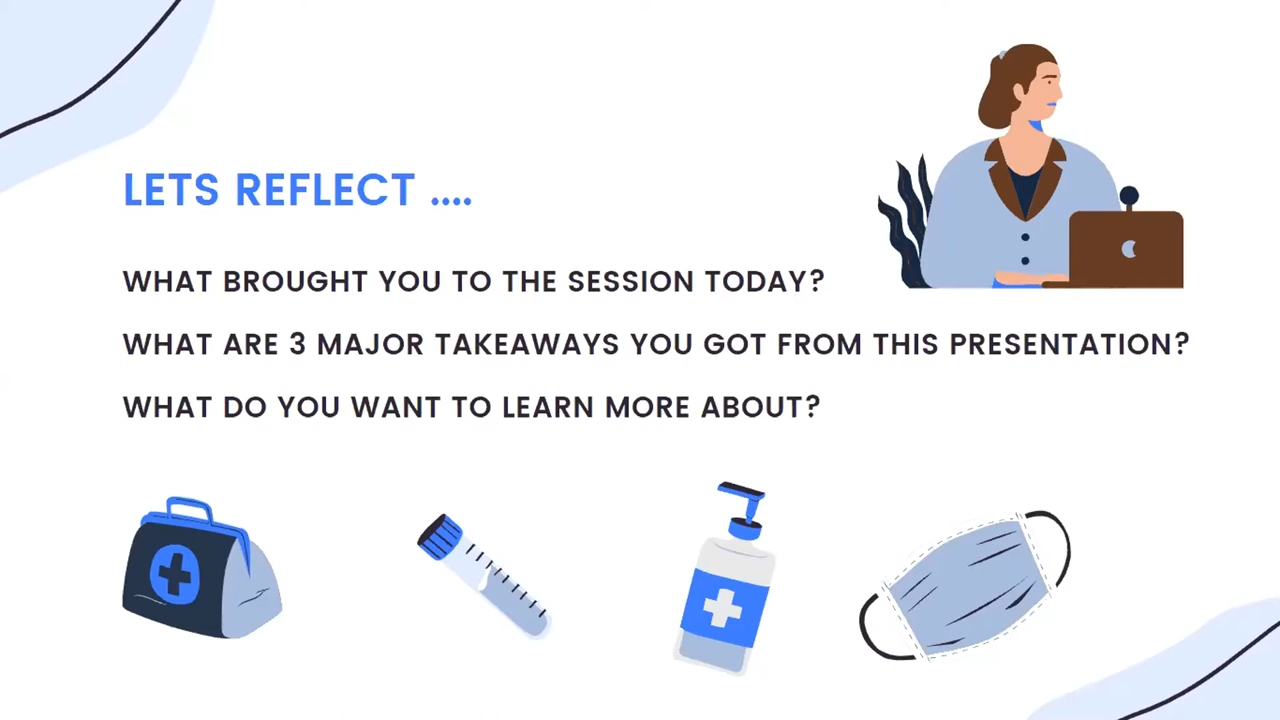 LETS REFLECT ....
WHAT BROUGHT YOU TO THE SESSION TODAY?
WHAT ARE 3 MAJOR TAKEAWAYS YOU GOT FROM THIS PRESENTATION?
WHAT DO YOU WANT TO LEARN MORE ABOUT?